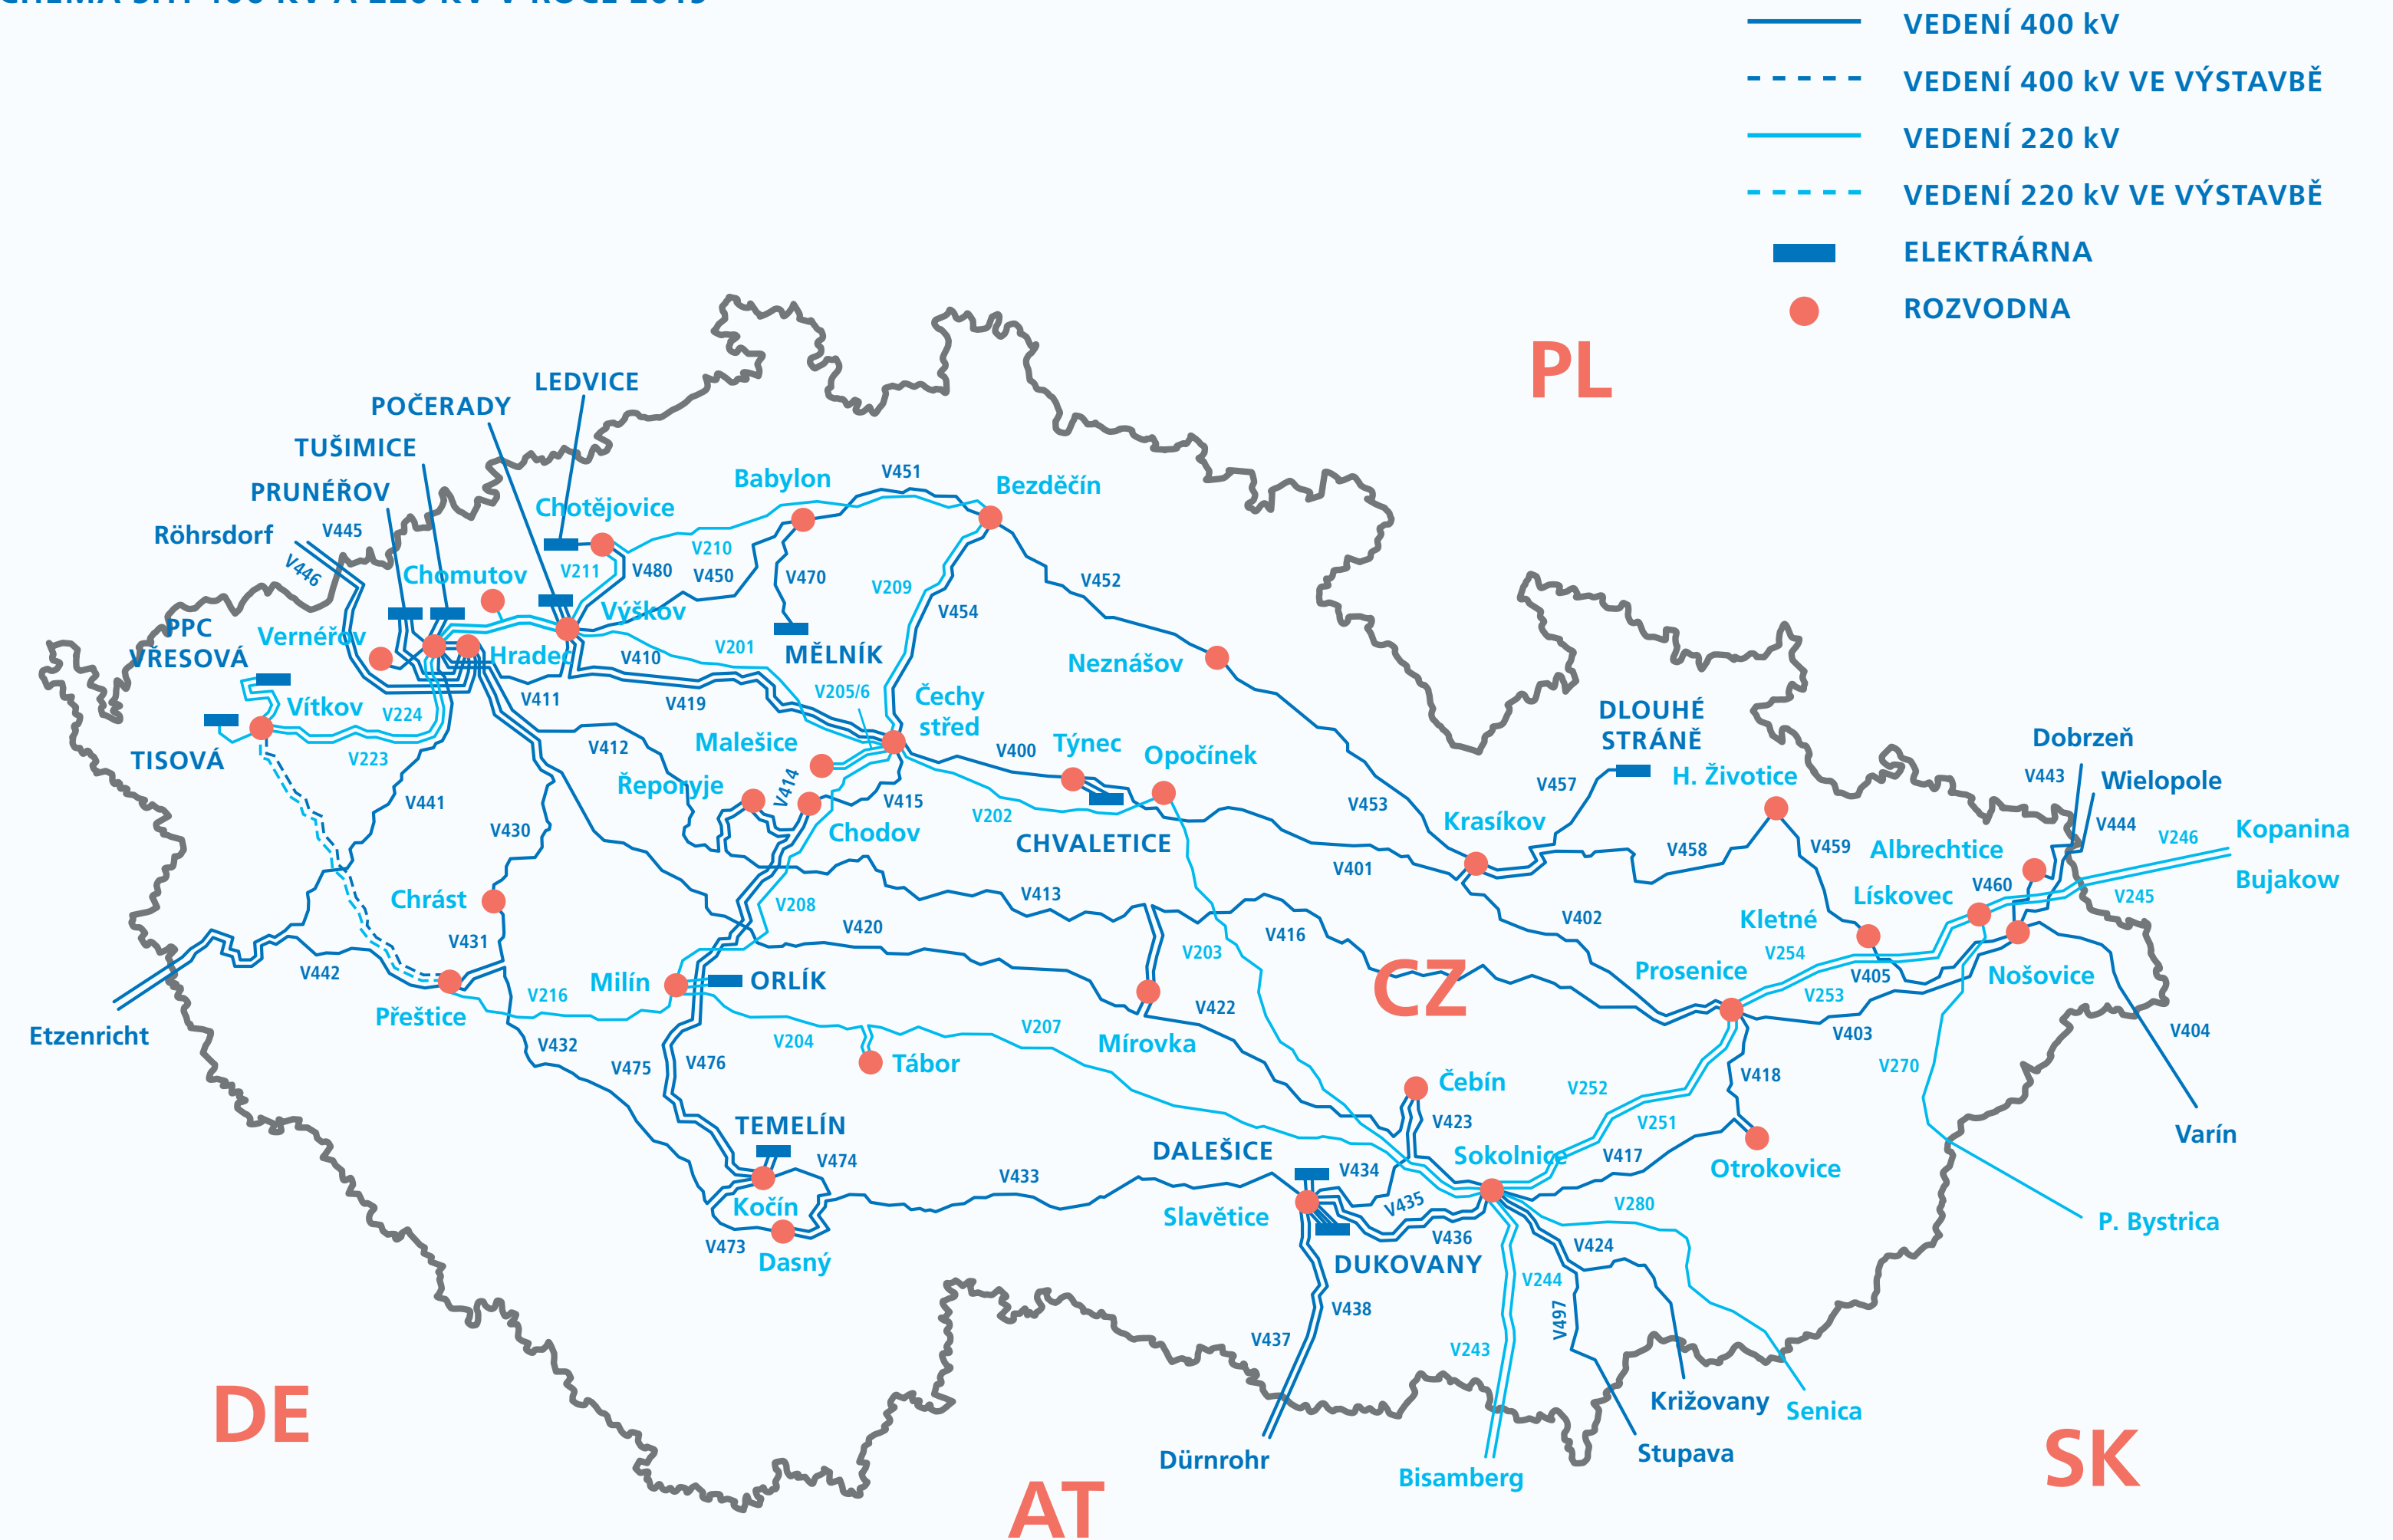 VEDENÍ 400 kV
VEDENÍ 400 kV VE VÝSTAVBĚ
VEDENÍ 220 kV
VEDENÍ 220 kV VE VÝSTAVBĚ
ELEKTRÁRNA
ROZVODNA
PL
LEDVICE
POČERADY
TUŠIMICE
PRUNÉŘOV
Röhrsdorf
V445
V446
Chotějovice
Babylon
V451
Bezděčín
Chomutov
V211
V480
V210
V450
V470
V209
V454
V452
PPC
VŘESOVÁ
Vernéřov
Výškov
Hradec
V410
V201
MĚLNÍK
Neznášov
V411
V419
V205/6
Čechy
střed
Vítkov
V224
TISOVÁ
V223
V412
Malešice
Řeporyje
V414
V415
Chodov
V400
Týnec
Opočínek
V202
CHVALETICE
V453
V401
Krasíkov
V457
DLOUHÉ
STRÁNĚ
H. Životice
V458
V459
Dobrzeň
V443
Wielopole
V444
V246
Kopanina
Albrechtice
Bujakow
V460
V245
Lískovec
Kletné
V441
V430
Chrást
V431
V442
Přeštice
Etzenricht
V216
Milín
ORLÍK
V208
V420
V413
V203
V416
V402
CZ
Prosenice
V254
V405
V253
V403
Nošovice
V404
V270
Varín
V432
V475
V476
V204
Tábor
V207
Mírovka
V422
Čebín
V423
V252
V251
V418
V417
Otrokovice
Sokolnice
TEMELÍN
V474
Kočín
V473
Dasný
V433
DALEŠICE
V434
V435
V436
Slavětice
DUKOVANY
V280
V424
V244
V497
V243
V438
V437
P. Bystrica
Križovany
Senica
Stupava
Dürnrohr
Bisamberg
DE
AT
SK